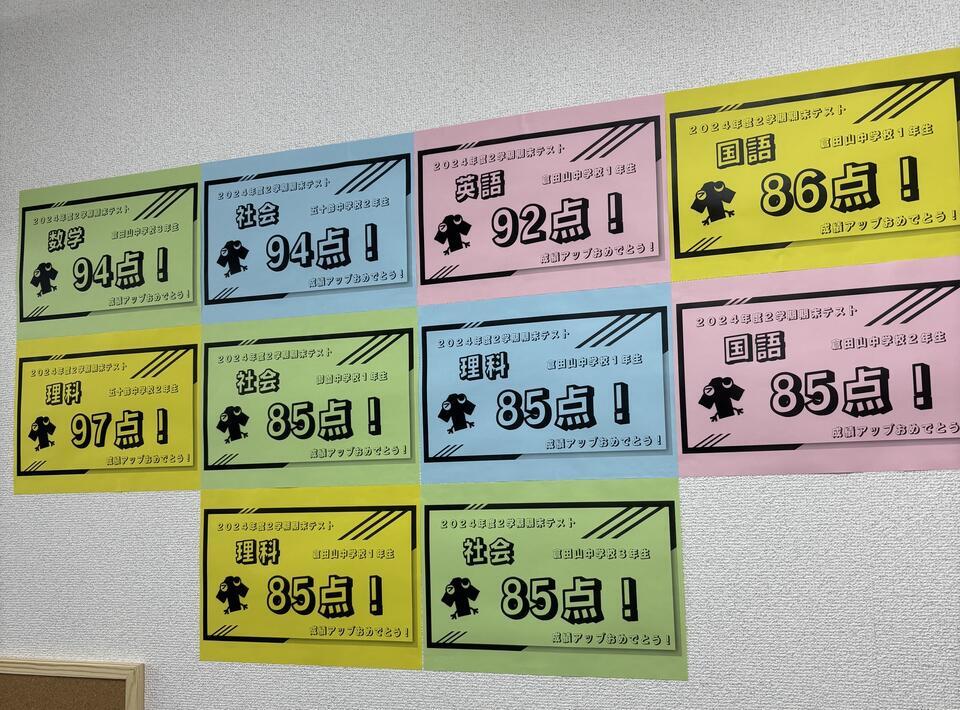 2024年度2学期期末テスト
数学
倉田山中学校3年生
94点！
成績アップおめでとう！
2024年度2学期期末テスト
社会
五十鈴中学校2年生
94点！
成績アップおめでとう！
2024年度2学期期末テスト
英語
倉田山中学校1年生
92点！
成績アップおめでとう！
2024年度2学期期末テスト
国語
倉田山中学校1年生
86点！
成績アップおめでとう！
2024年度2学期期末テスト
理科
五十鈴中学校2年生
97点！
成績アップおめでとう！
2024年度2学期期末テスト
社会
御薗中学校1年生
85点！
成績アップおめでとう！
2024年度2学期期末テスト
理科
倉田山中学校1年生
85点！
成績アップおめでとう！
2024年度2学期期末テスト
国語
倉田山中学校2年生
85点！
成績アップおめでとう！
2024年度2学期期末テスト
理科
倉田山中学校1年生
85点！
成績アップおめでとう！
2024年度2学期期末テスト
社会
倉田山中学校3年生
85点！
成績アップおめでとう！